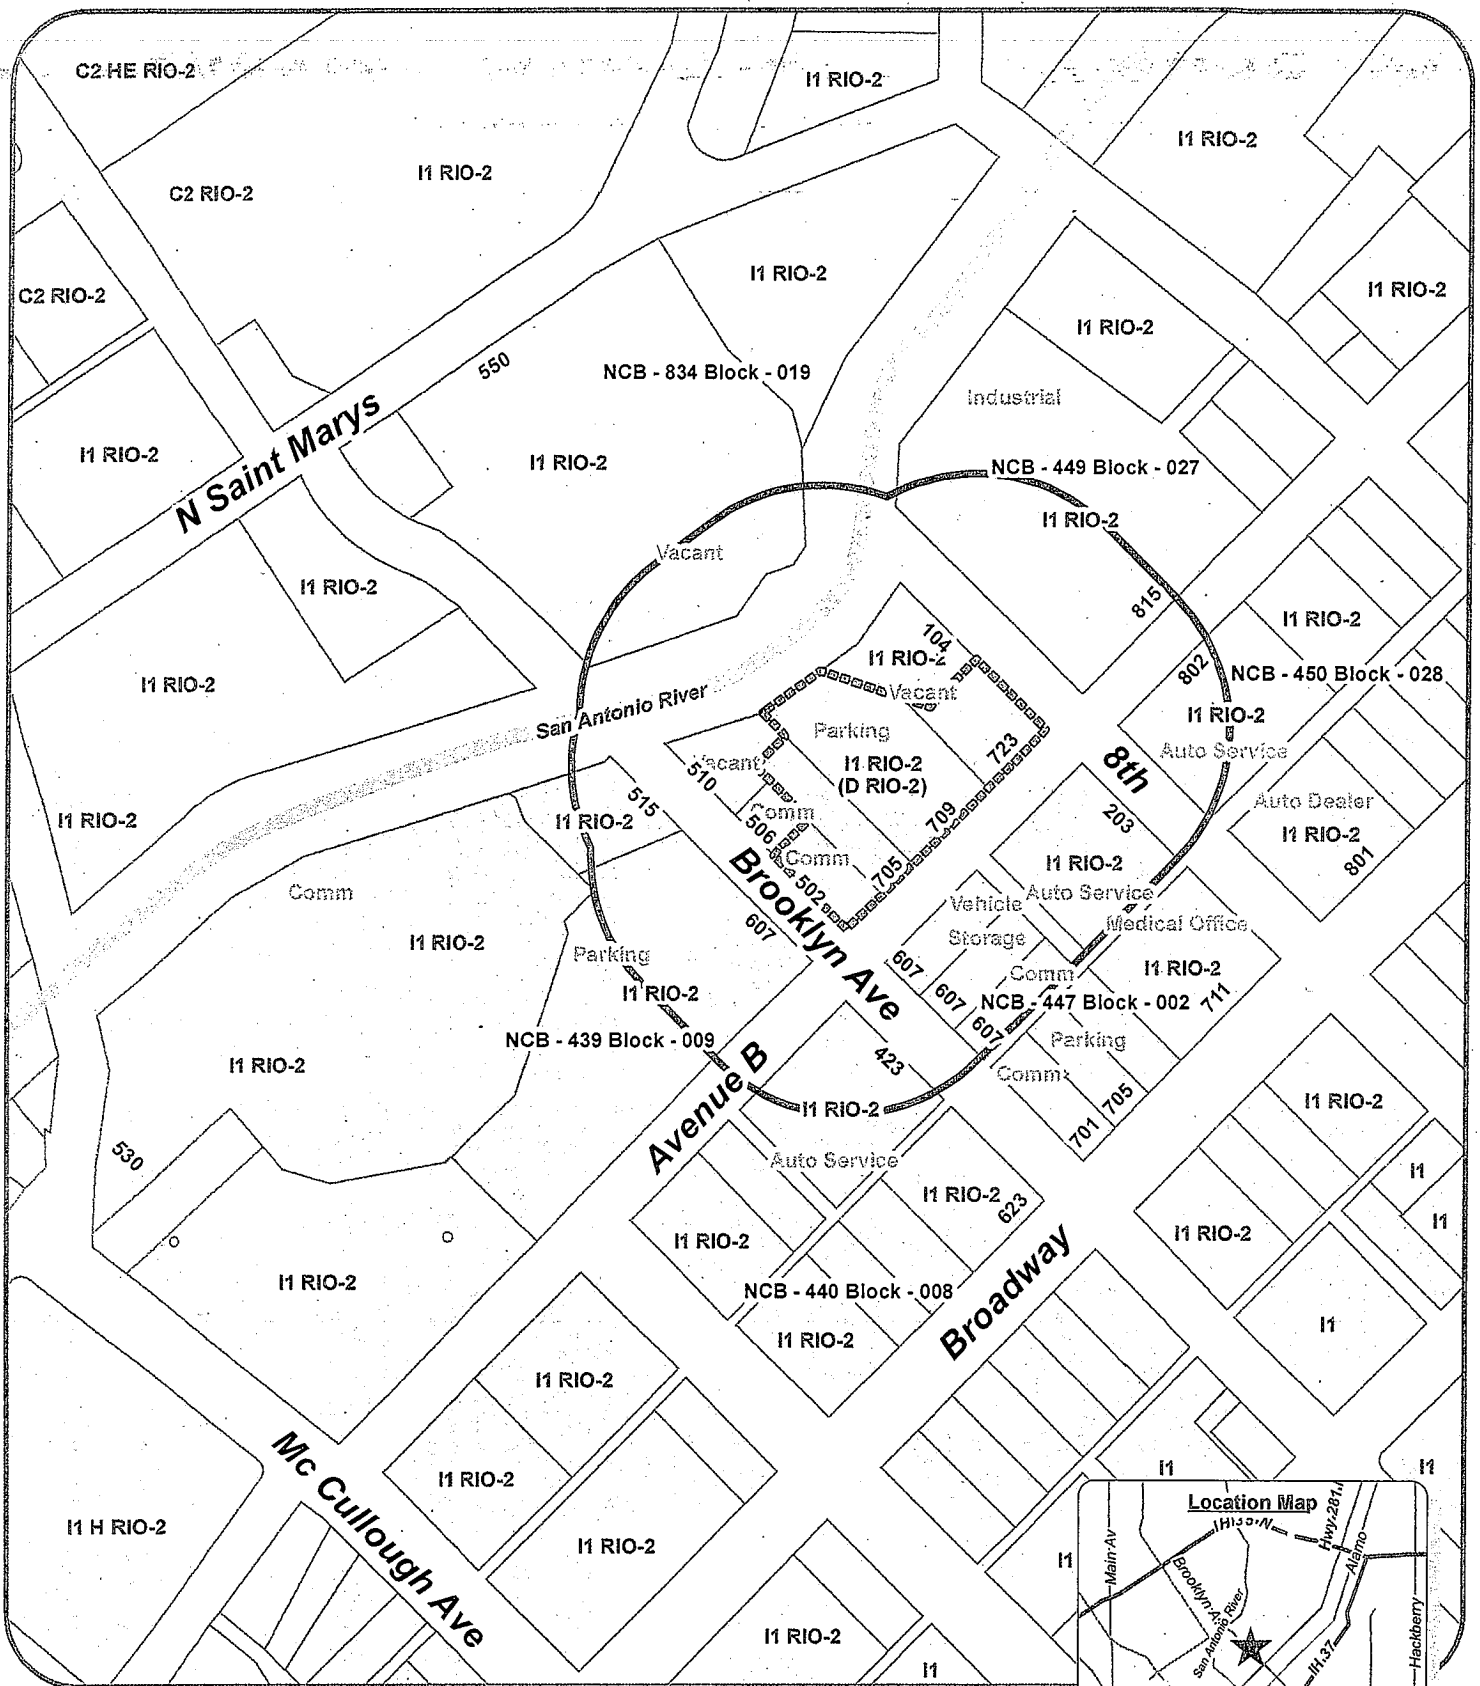 C2 HE RIO-2
I1 RIO-2
I1 RIO-2
C2 RIO-2
I1 RIO-2
C2 RIO-2
I1 RIO-2
I1 RIO-2
I1 RIO-2
550
NCB - 834 Block - 019
Industrial
N Saint Marys
I1 RIO-2
I1 RIO-2
NCB - 449 Block - 027
I1 RIO-2
Vacant
I1 RIO-2
815
I1 RIO-2
104
I1 RIO-2
802
NCB - 450 Block - 028
I1 RIO-2
San Antonio River
Vacant
I1 RIO-2
Parking
723
8th
Auto Service
Vacant
510
I1 RIO-2
(D RIO-2)
515
Comm
709
203
Auto Dealer
I1 RIO-2
I1 RIO-2
I1 RIO-2
506
Comm
705
I1 RIO-2
801
Brooklyn Ave
502
Comm
Vehicle
Storage
Auto Service
Medical Office
607
I1 RIO-2
Parking
607
Comm
I1 RIO-2
I1 RIO-2
607
NCB - 447 Block - 002
711
607
NCB - 439 Block - 009
423
Parking
I1 RIO-2
Avenue B
Comm
I1 RIO-2
I1 RIO-2
705
701
530
Auto Service
I1
I1 RIO-2
623
I1
I1 RIO-2
I1 RIO-2
I1 RIO-2
NCB - 440 Block - 008
Broadway
I1
I1 RIO-2
I1 RIO-2
Mc Cullough Ave
I1 RIO-2
I1
I1
I1 H RIO-2
I1 RIO-2
I1
I1 RIO-2
I1
Location Map
Hwy 281
Main Av
Alamo
Brooklyn Av
San Antonio River
IH 37
Hackberry